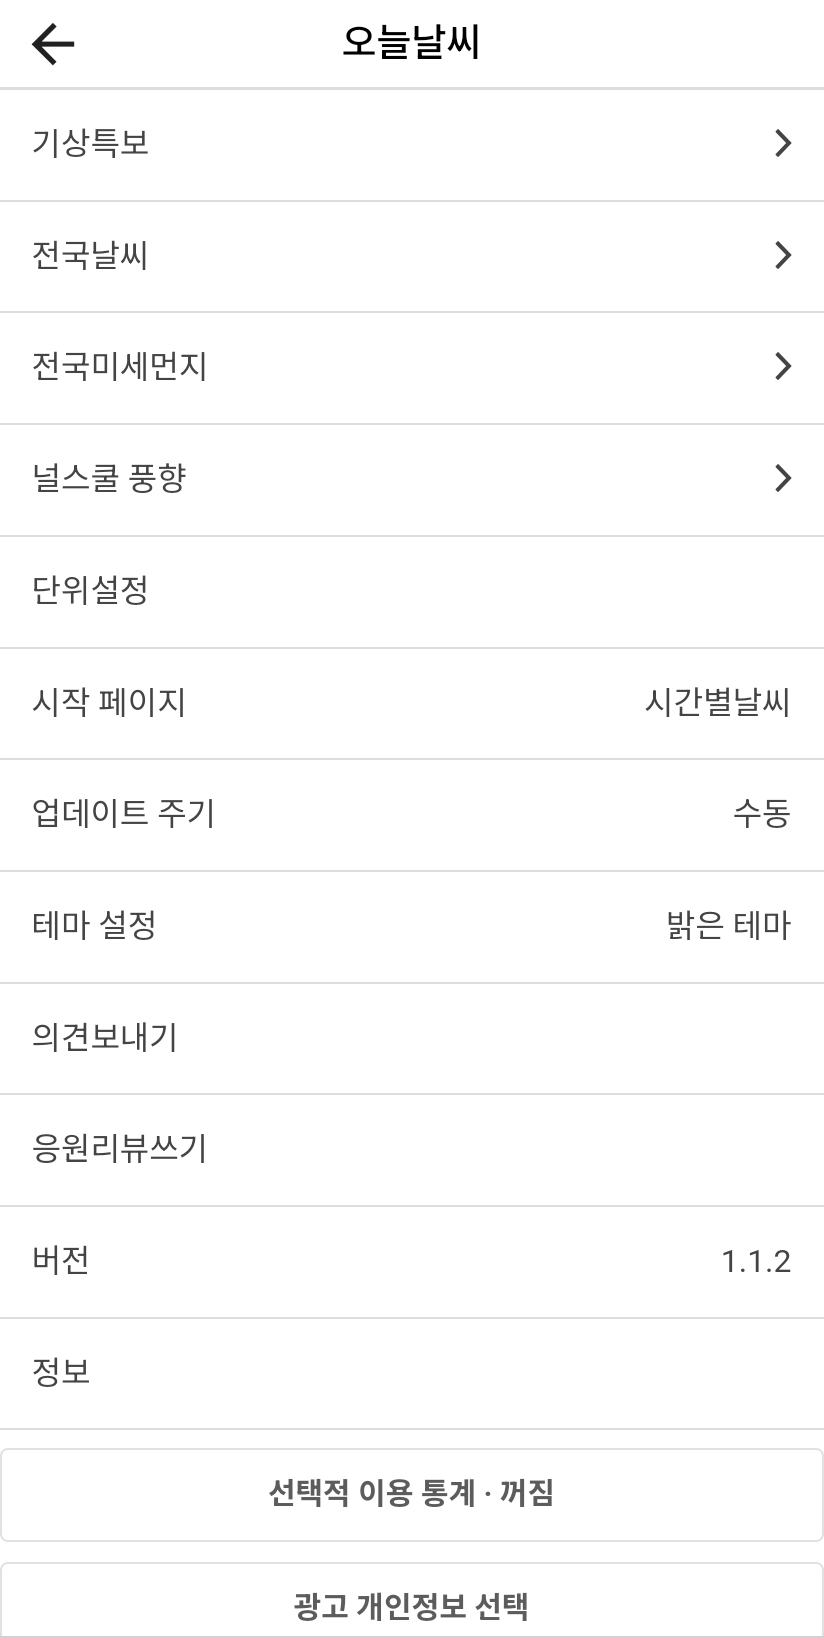 오늘날씨
기상특보
전국날씨
전국미세먼지
널스쿨 풍향
단위설정
시작 페이지 시간별날씨
업데이트 주기 수동
테마 설정 밝은 테마
의견보내기
응원리뷰쓰기
버전 1.1.2
정보
선택적 이용 통계 · 꺼짐
광고 개인정보 선택